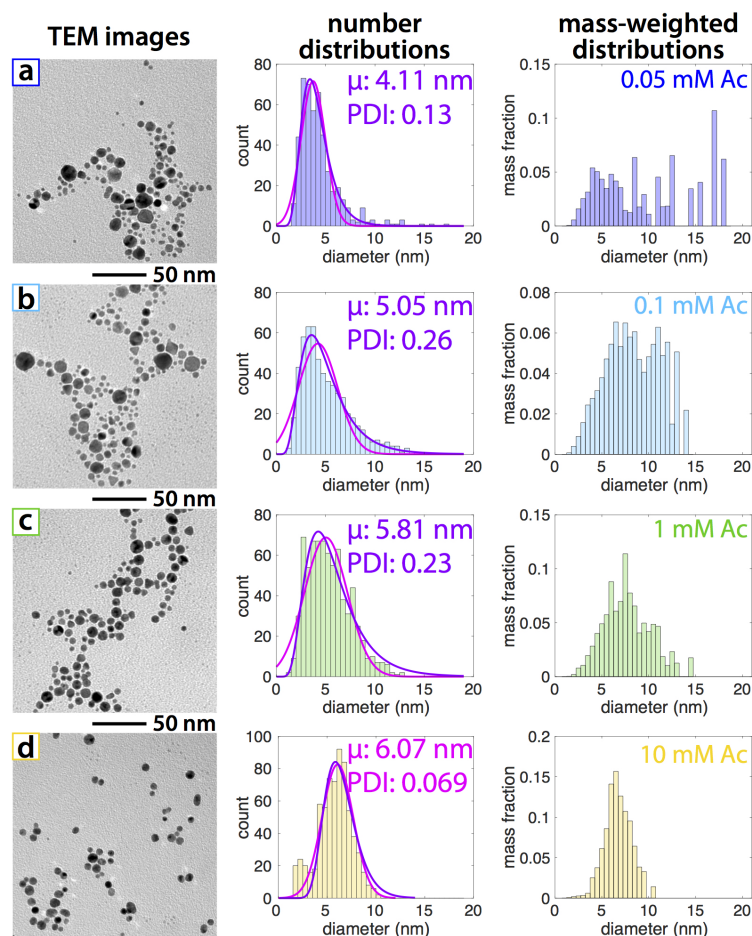 TEM images
number
distributions
mass-weighted
distributions
a
80
60
40
20
0
count
μ: 4.11 nm
PDI: 0.13
0 5 10 15 20
diameter (nm)
0.15
0.1
0.05
0
mass fraction
0.05 mM Ac
0 5 10 15 20
diameter (nm)
50 nm
b
80
60
40
20
0
count
μ: 5.05 nm
PDI: 0.26
0 5 10 15 20
diameter (nm)
0.08
0.06
0.04
0.02
0
mass fraction
0.1 mM Ac
0 5 10 15 20
diameter (nm)
50 nm
c
80
60
40
20
0
count
μ: 5.81 nm
PDI: 0.23
0 5 10 15 20
diameter (nm)
0.15
0.1
0.05
0
mass fraction
1 mM Ac
0 5 10 15 20
diameter (nm)
50 nm
d
100
80
60
40
20
0
count
μ: 6.07 nm
PDI: 0.069
0 5 10 15 20
diameter (nm)
0.2
0.15
0.1
0.05
0
mass fraction
10 mM Ac
0 5 10 15 20
diameter (nm)